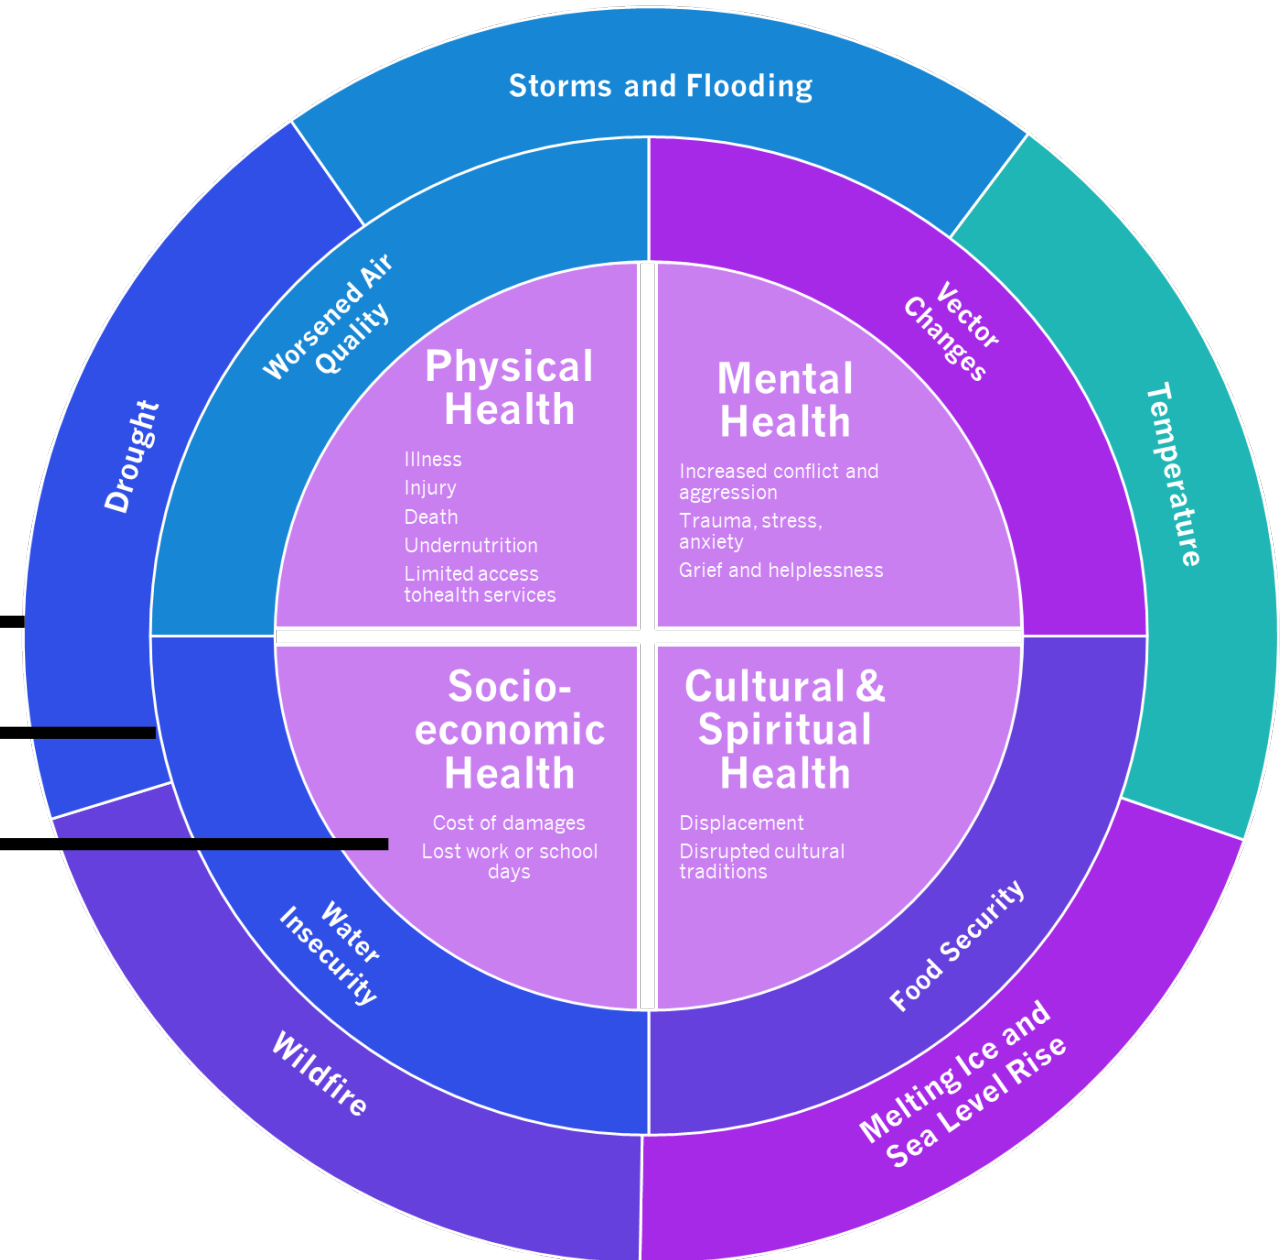 Storms and Flooding
Worsened Air
Quality
Vector
Changes
Drought
Temperature
Physical
Health
Illness
Injury
Death
Undernutrition
Limited access
tohealth services
Mental
Health
Increased conflict and
aggression
Trauma, stress,
anxiety
Grief and helplessness
Socio-
economic
Health
Cost of damages
Lost work or school
days
Cultural &
Spiritual
Health
Displacement
Disrupted cultural
traditions
Water
Insecurity
Food Security
Wildfire
Melting Ice and
Sea Level Rise